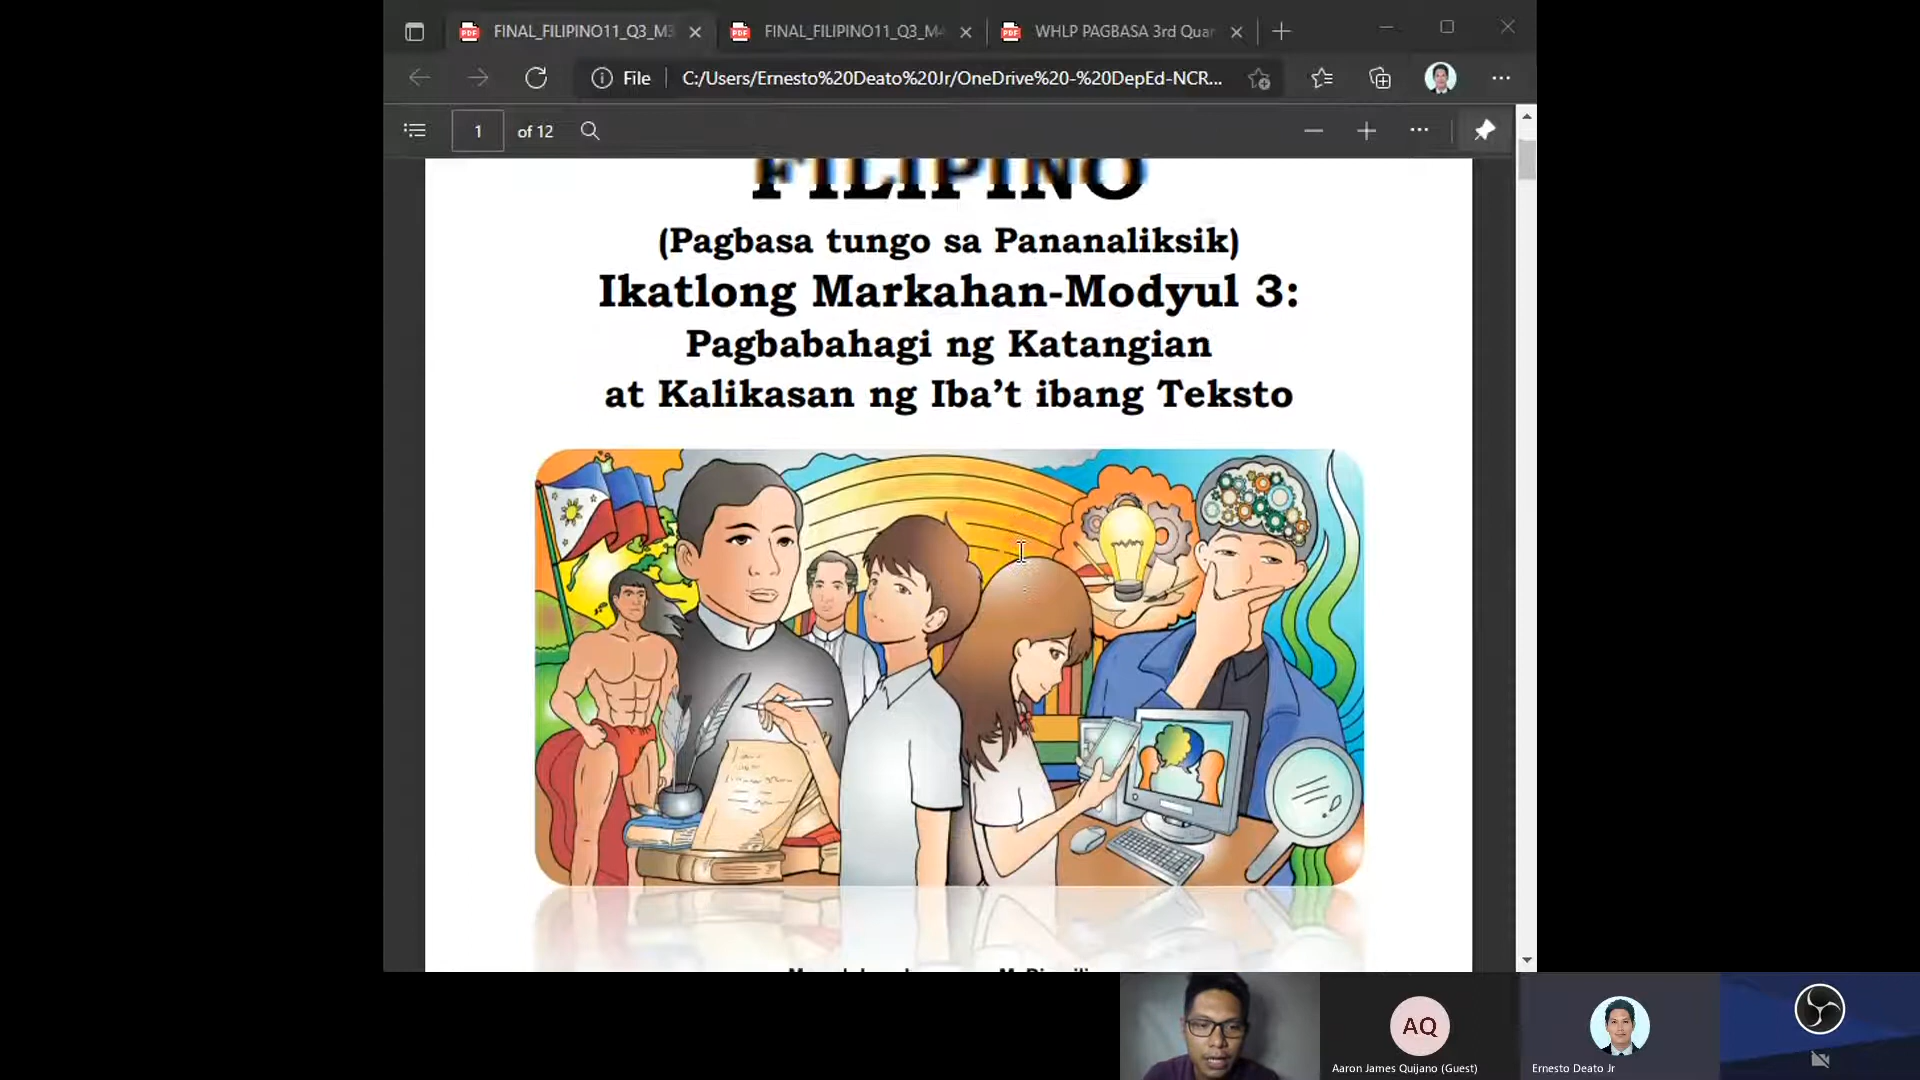 FINAL_FILIPINO11_Q3_M3
FINAL_FILIPINO11_Q3_M4
WHLP PAGBASA 3rd Quar
File
C:/Users/Ernesto%20Deato%20Jr/OneDrive%20-%20DepEd-NCR...
1
of 12
FILIPINO
(Pagbasa tungo sa Pananaliksik)
Ikatlong Markahan-Modyul 3:
Pagbabahagi ng Katangian
at Kalikasan ng Iba’t ibang Teksto
AQ
Aaron James Quijano (Guest)
Ernesto Deato Jr